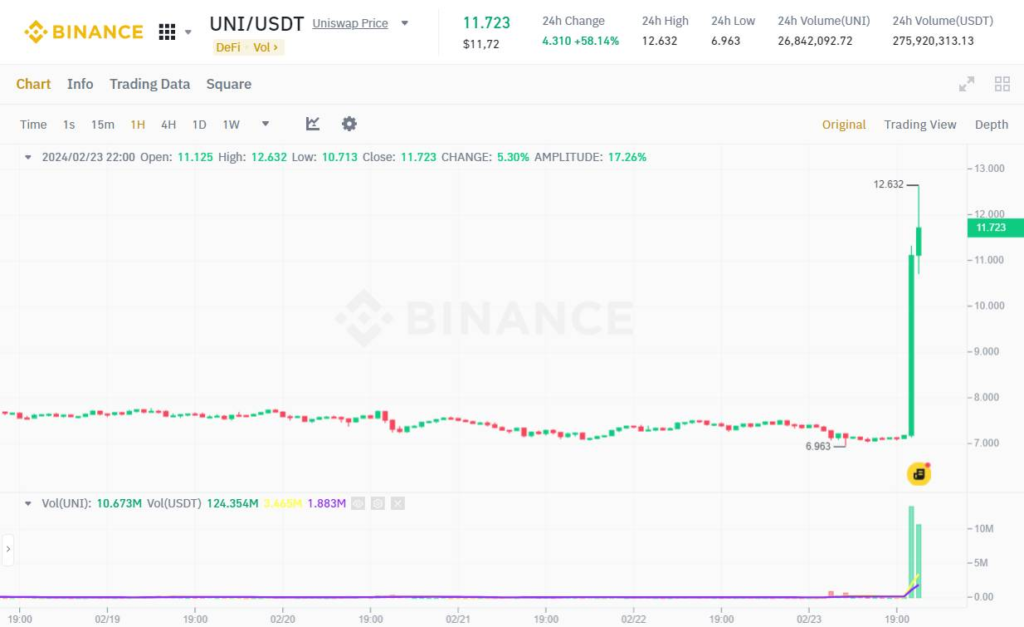 BINANCE
UNI/USDT Uniswap Price
DeFi Vol ›
11.723
$11,72
24h Change
4.310 +58.14%
24h High
12.632
24h Low
6.963
24h Volume(UNI)
26,842,092.72
24h Volume(USDT)
275,920,313.13
Chart Info Trading Data Square
Time 1s 15m 1H 4H 1D 1W
Original Trading View Depth
2024/02/23 22:00 Open: 11.125 High: 12.632 Low: 10.713 Close: 11.723 CHANGE: 5.30% AMPLITUDE: 17.26%
13.000
12.632
12.000
11.723
11.000
10.000
BINANCE
9.000
8.000
7.000
6.963
Vol(UNI): 10.673M Vol(USDT) 124.354M 3.665M 1.883M
10M
5M
0.00
19:00 02/19 19:00 02/20 19:00 02/21 19:00 02/22 19:00 02/23 19:00